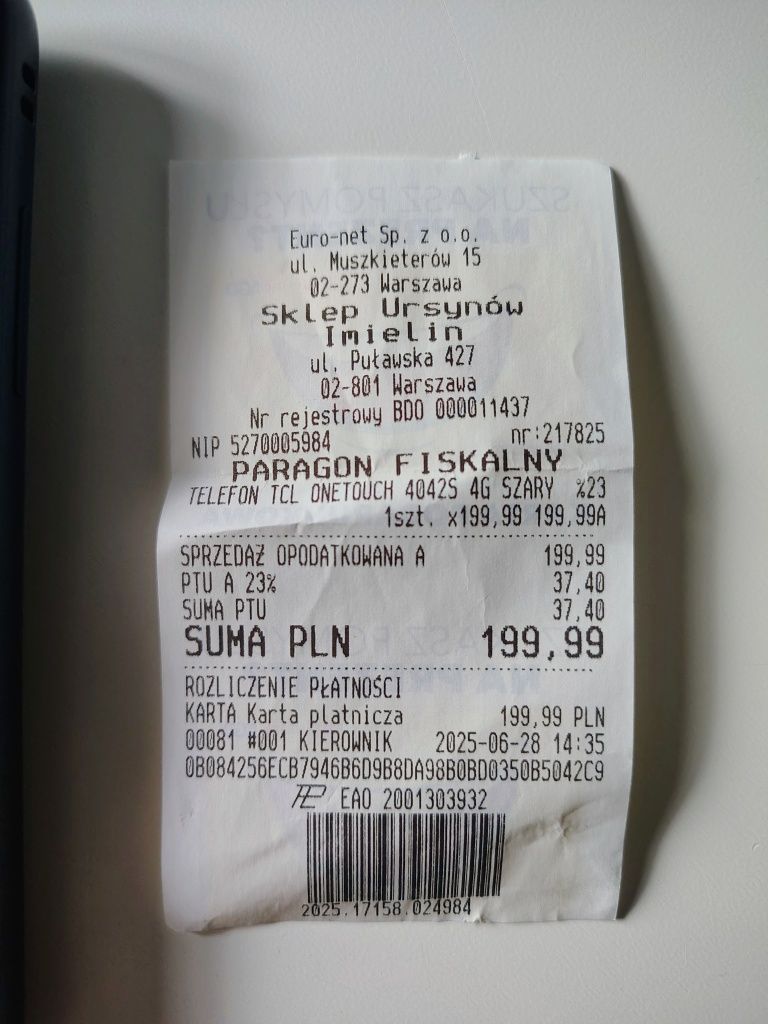 Euro-net Sp. z o.o.
ul. Muszkieterów 15
02-273 Warszawa
Sklep Ursynów
Imielin
ul. Puławska 427
02-801 Warszawa
Nr rejestrowy BDO 000011437
NIP 5270005984 nr:217825
PARAGON FISKALNY
TELEFON TCL ONETOUCH 4042S 4G SZARY %23
1szt. x199,99 199,99A
SPRZEDAŻ OPODATKOWANA A 199,99
PTU A 23% 37,40
SUMA PTU 37,40
SUMA PLN 199,99
ROZLICZENIE PŁATNOŚCI
KARTA Karta płatnicza 199,99 PLN
00081 #001 KIEROWNIK 2025-06-28 14:35
0B084256ECB7946B6D9B8DA98B0BD0350B5042C9
EAO 2001303932
2025.17158.024984